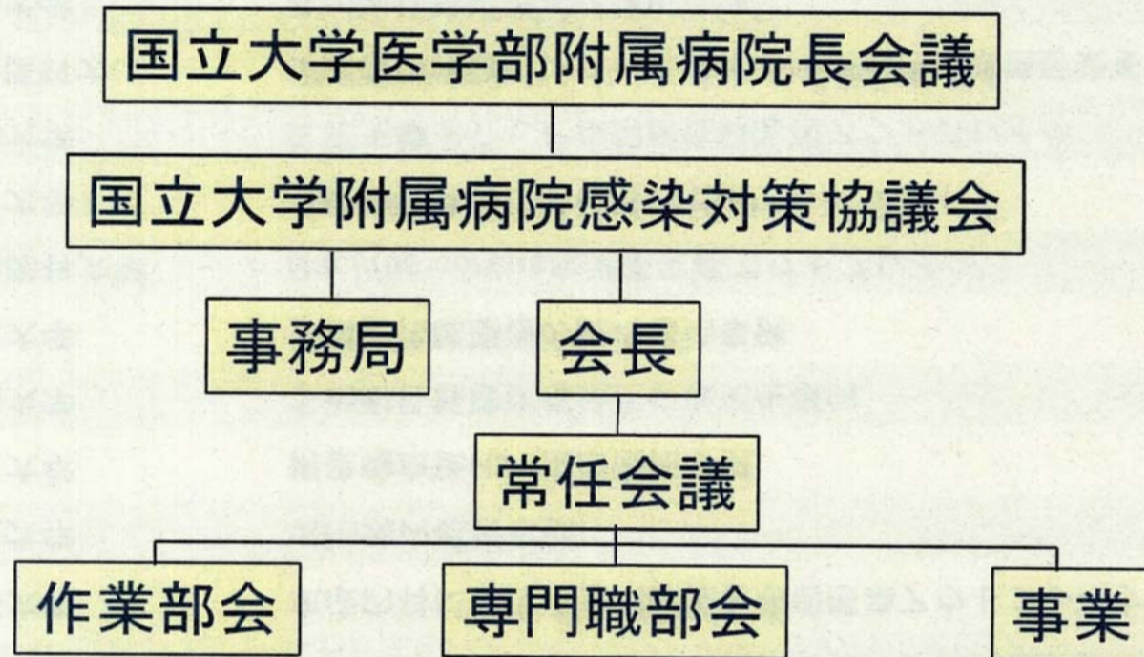 国立大学医学部附属病院長会議
国立大学附属病院感染対策協議会
事務局
会長
常任会議
作業部会
専門職部会
事業